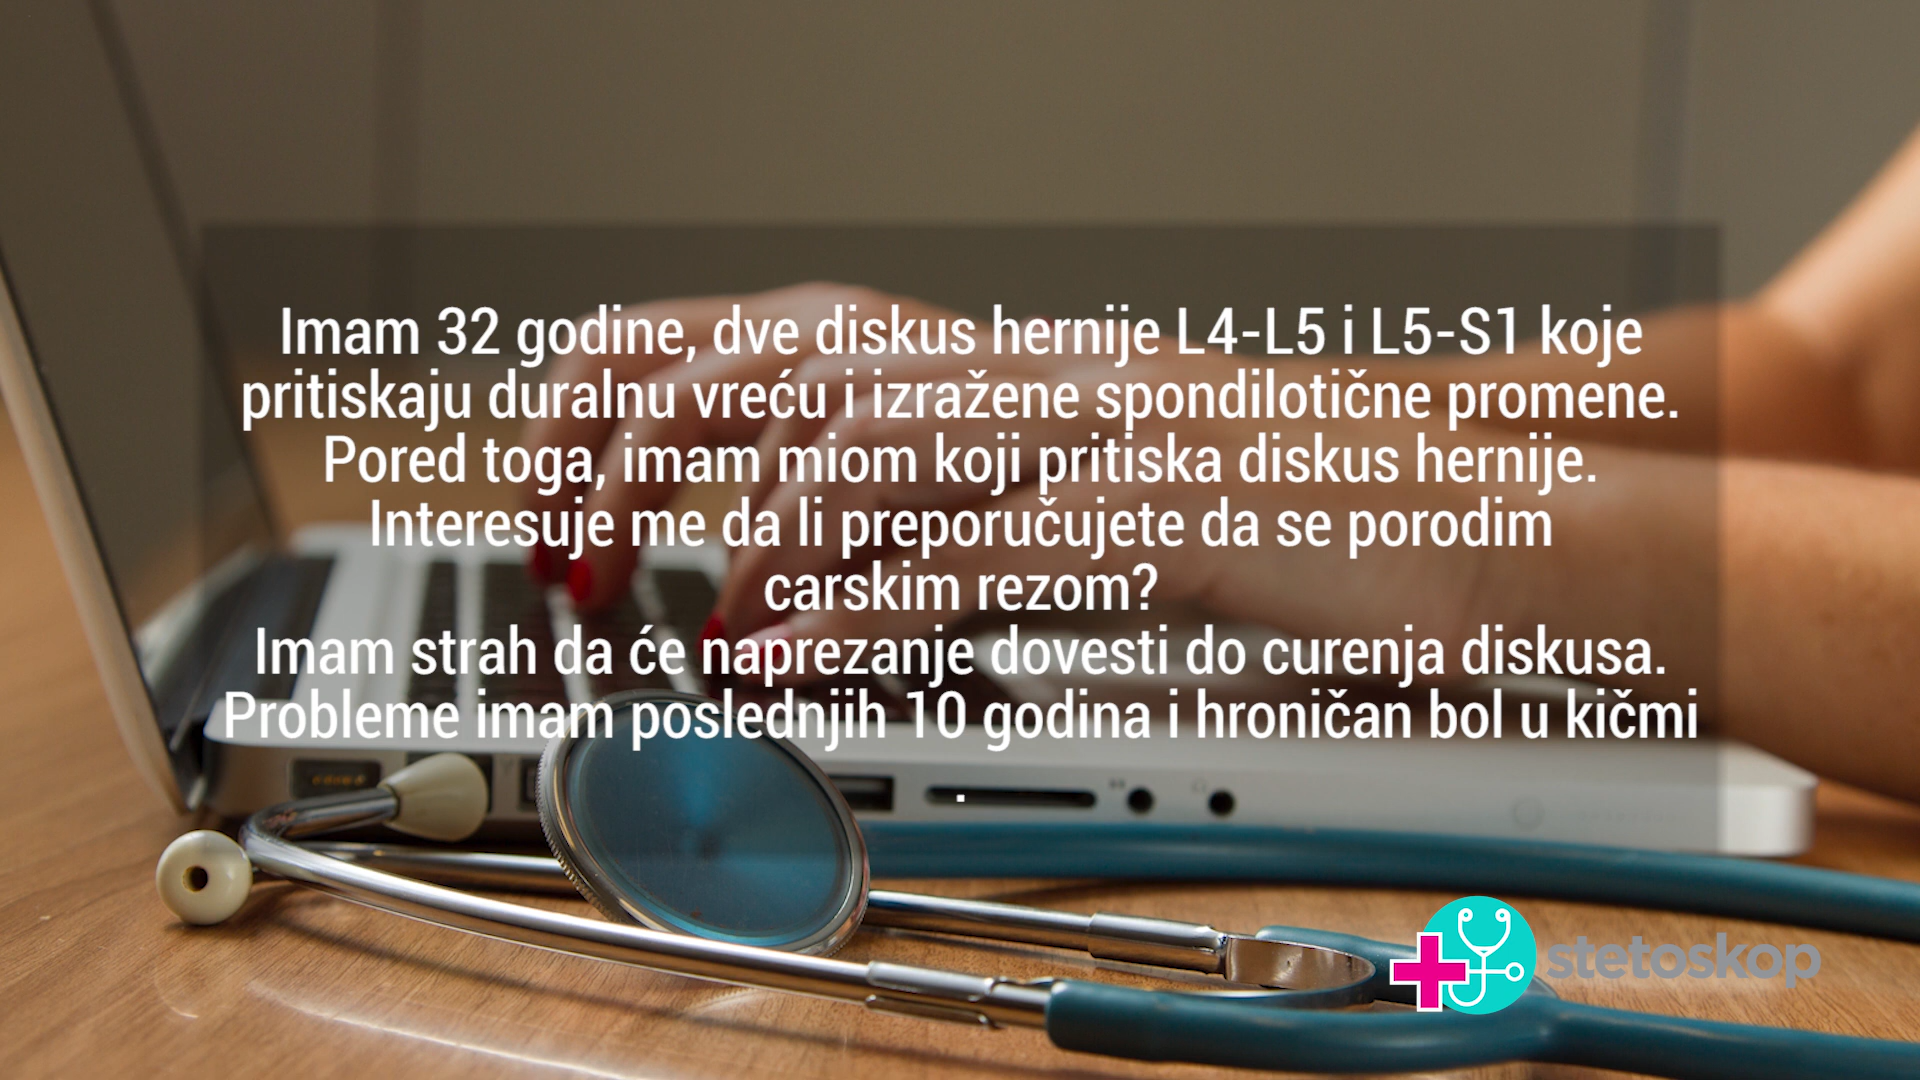 Imam 32 godine, dve diskus hernije L4-L5 i L5-S1 koje
pritiskaju duralnu vreću i izražene spondilotične promene.
Pored toga, imam miom koji pritiska diskus hernije.
Interesuje me da li preporučujete da se porodim
carskim rezom?
Imam strah da će naprezanje dovesti do curenja diskusa.
Probleme imam poslednjih 10 godina i hroničan bol u kičmi
.
stetoskop